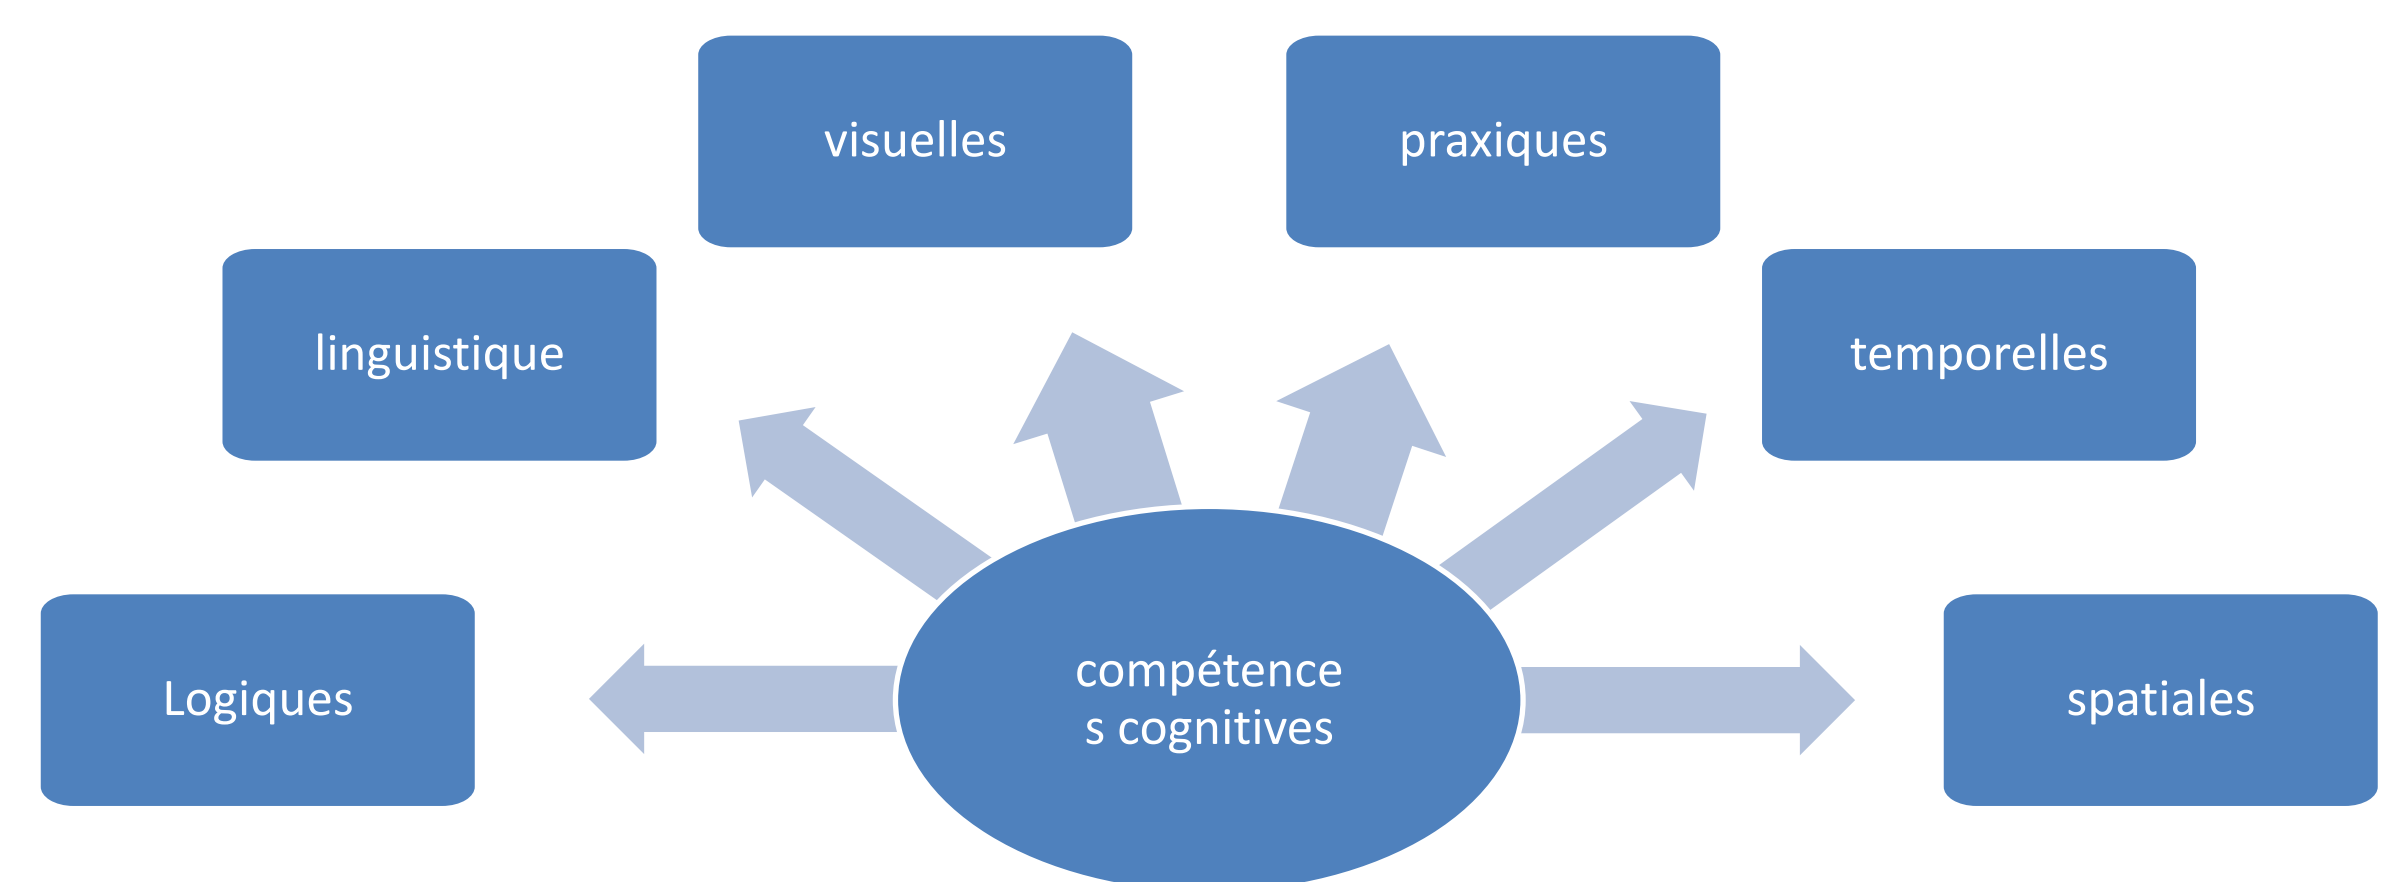 visuelles
praxiques
linguistique
temporelles
Logiques
compétence
s cognitives
spatiales